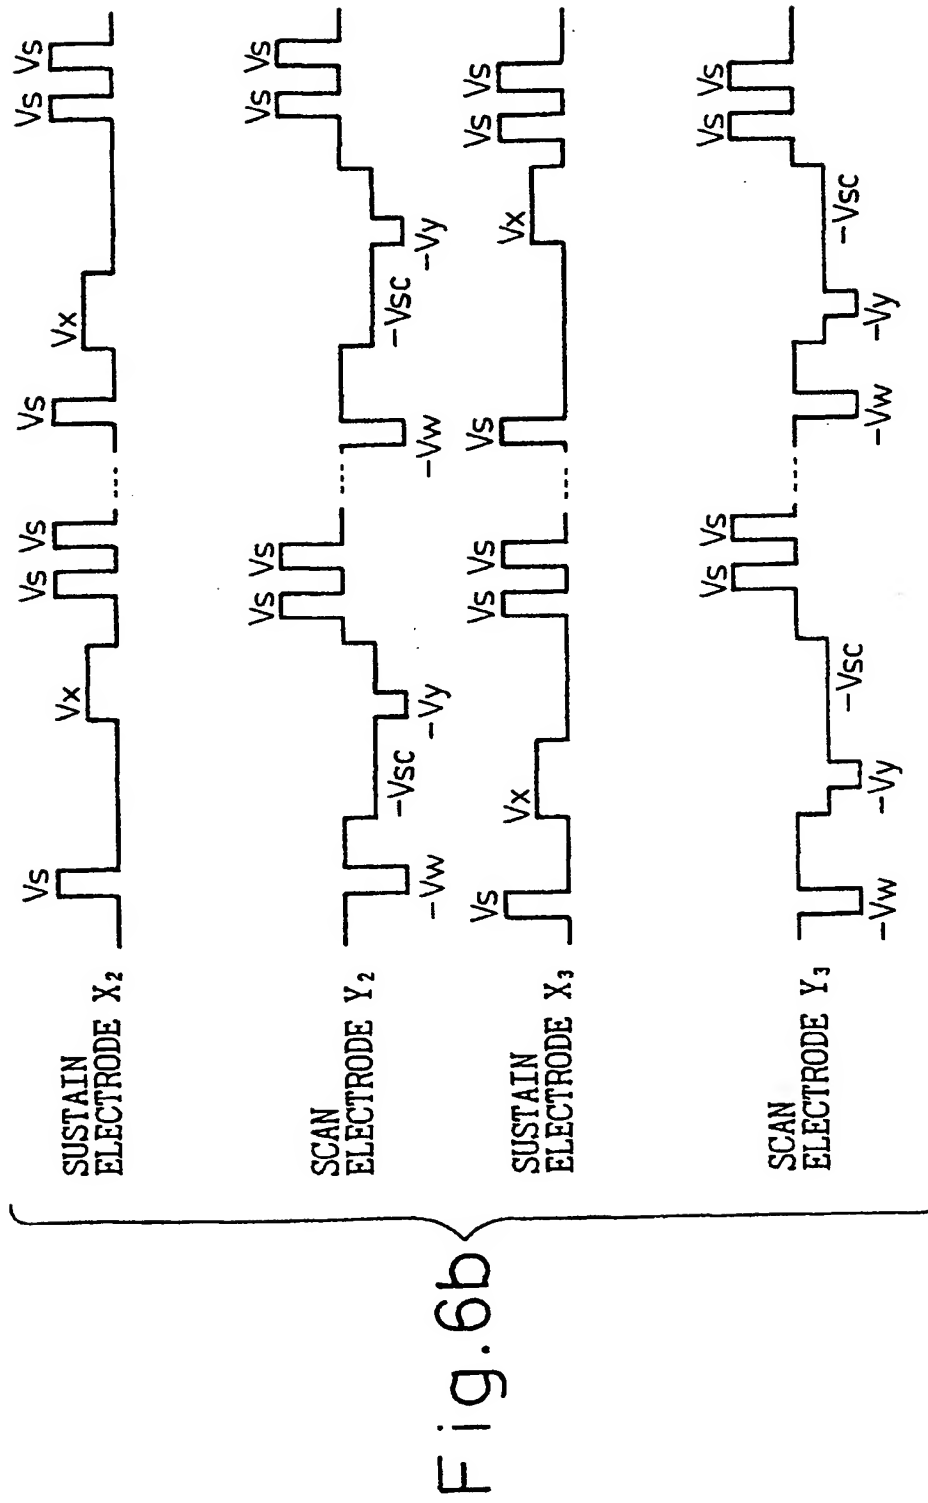 Fig.6b
SUSTAIN
ELECTRODE X₂
Vs Vx Vs Vs Vs Vx Vs Vs
SCAN
ELECTRODE Y₂
-Vw -Vsc -Vy Vs Vs -Vw -Vsc -Vy Vs Vs
SUSTAIN
ELECTRODE X₃
Vs Vx Vs Vs Vs Vx Vs Vs
SCAN
ELECTRODE Y₃
-Vw -Vy -Vsc Vs Vs -Vw -Vy -Vsc Vs Vs